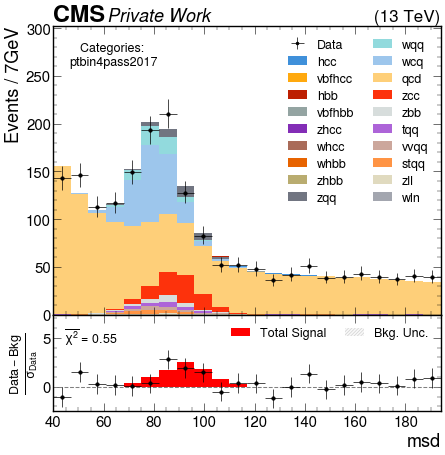 CMS Private Work (13 TeV)
Events / 7GeV
300
250
200
150
100
50
0
Categories:
ptbin4pass2017
Data
hcc
vbfhcc
hbb
vbfhbb
zhcc
whcc
whbb
zhbb
zqq
wqq
wcq
qcd
zcc
zbb
tqq
vvqq
stqq
zll
wln
Data−Bkg
σData
5
0
χ² = 0.55
Total Signal
Bkg. Unc.
40 60 80 100 120 140 160 180
msd